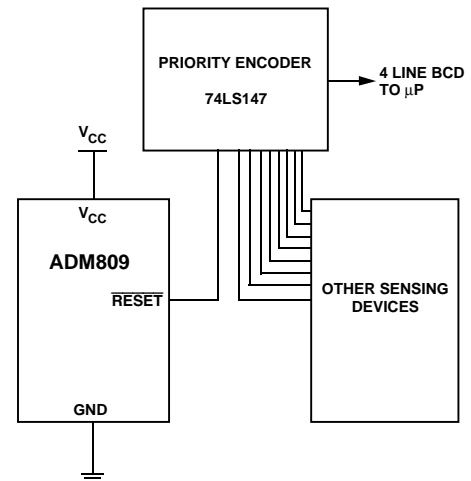 PRIORITY ENCODER
74LS147
4 LINE BCD
TO µP
VCC
VCC
ADM809
RESET
OTHER SENSING
DEVICES
GND